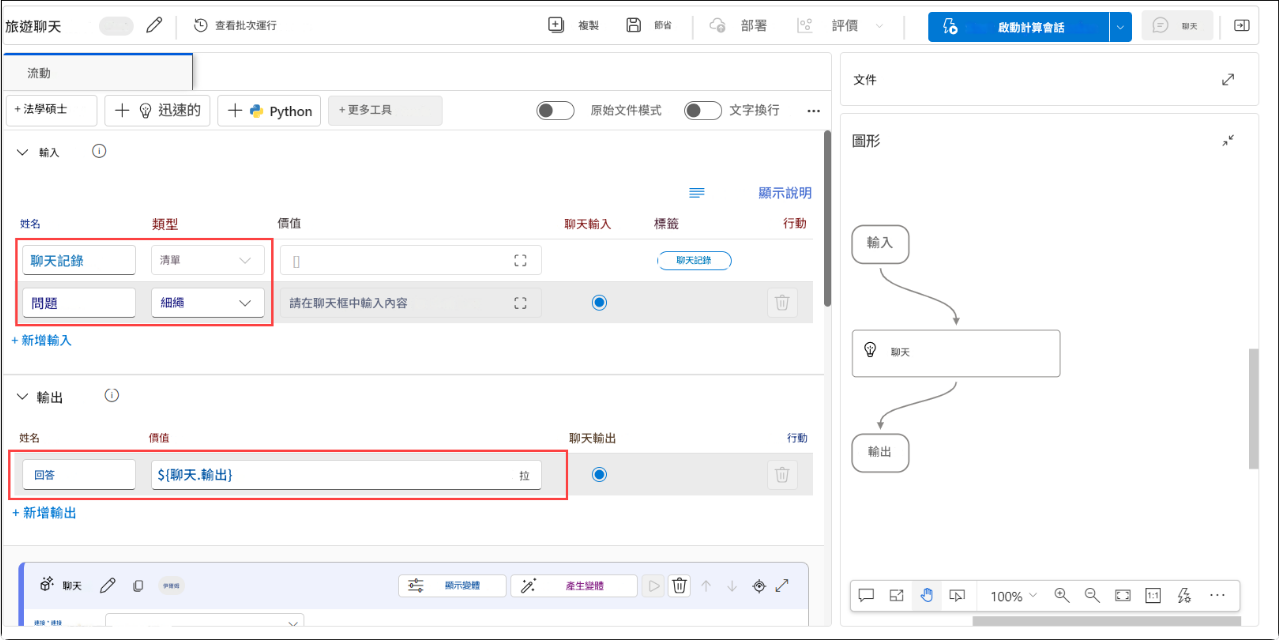 旅遊聊天
查看批次運行
複製
節省
部署
評價
啟動計算會話
聊天
流動
+ 法學碩士
迅速的
Python
+ 更多工具
原始文件模式
文字換行
輸入
顯示說明
姓名 類型 價值 聊天輸入 標籤 行動
聊天記錄 清單 [] 聊天記錄
問題 細繩 請在聊天框中輸入內容
+ 新增輸入
輸出
姓名 價值 聊天輸出 行動
回答 ${聊天.輸出} 拉
+ 新增輸出
聊天
顯示變體
產生變體
文件
圖形
輸入
聊天
輸出
100%
1:1